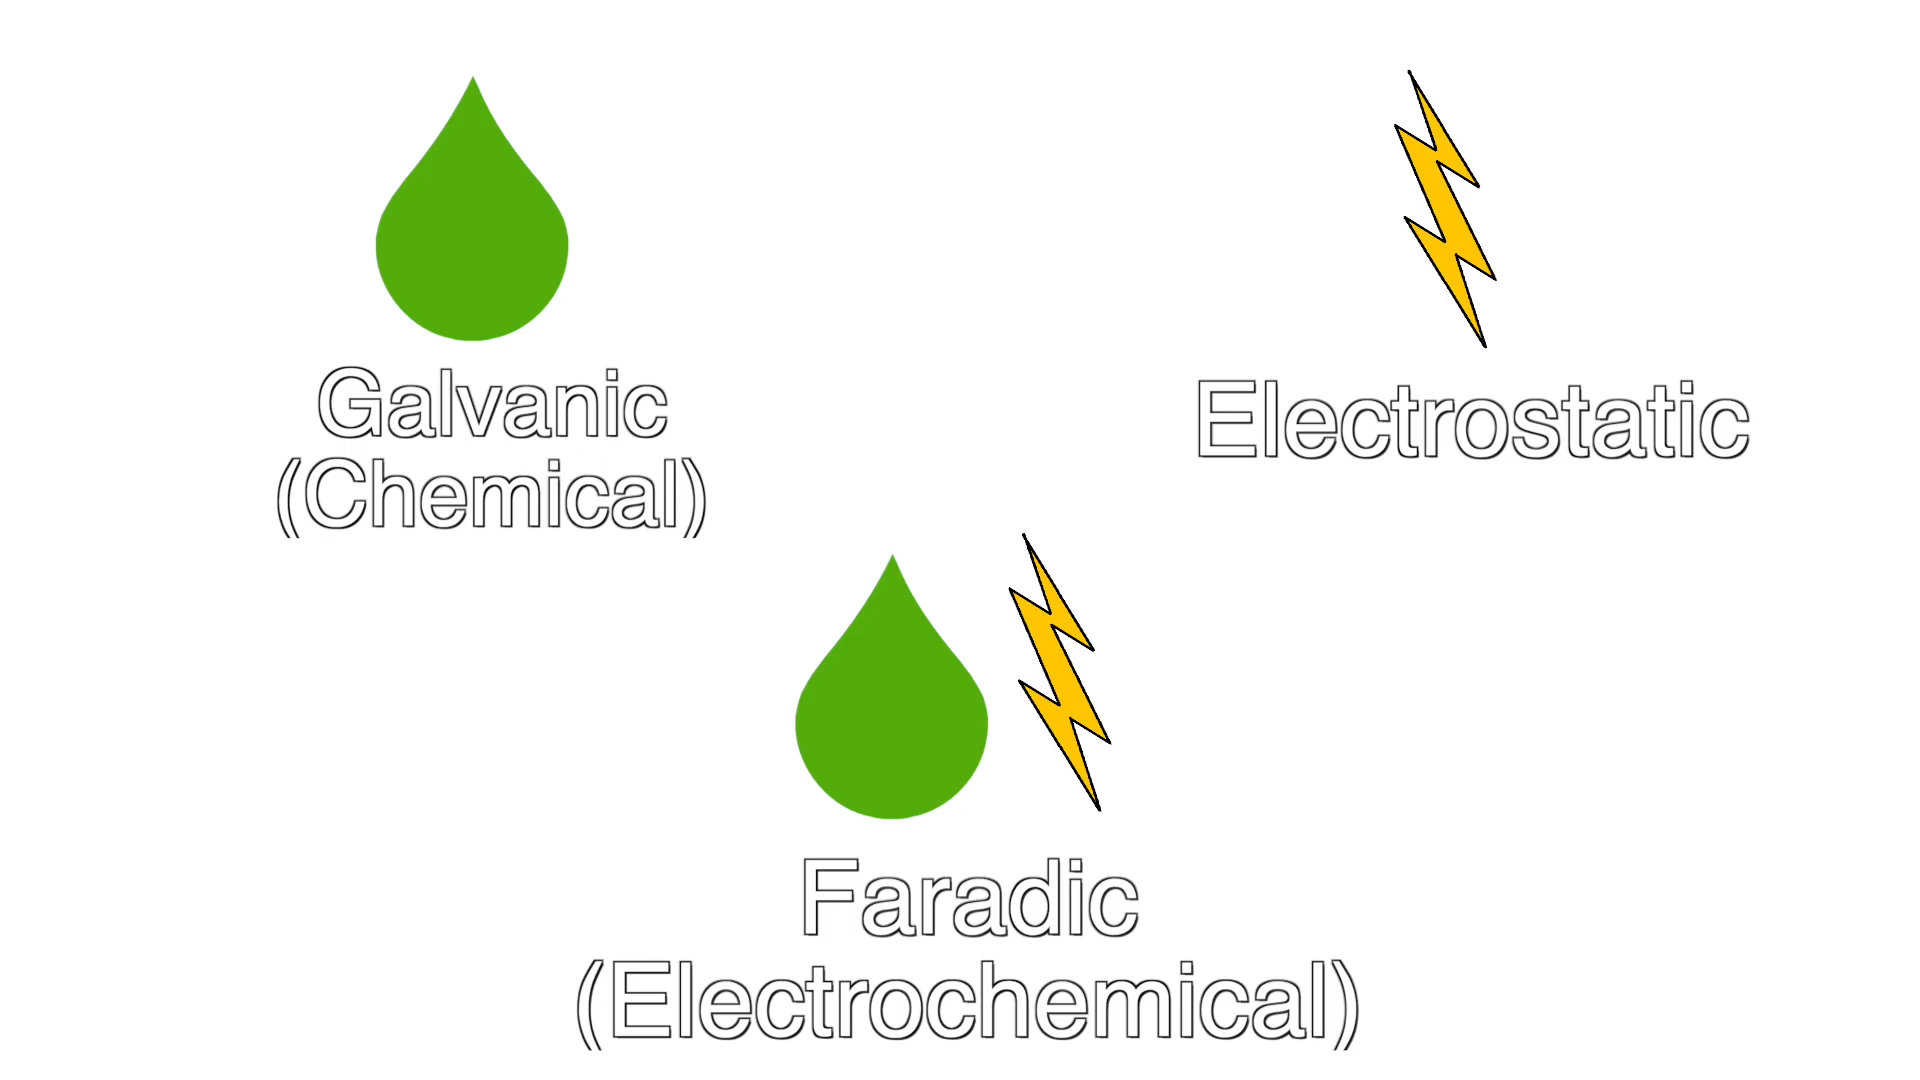 Galvanic
(Chemical)
Electrostatic
Faradic
(Electrochemical)